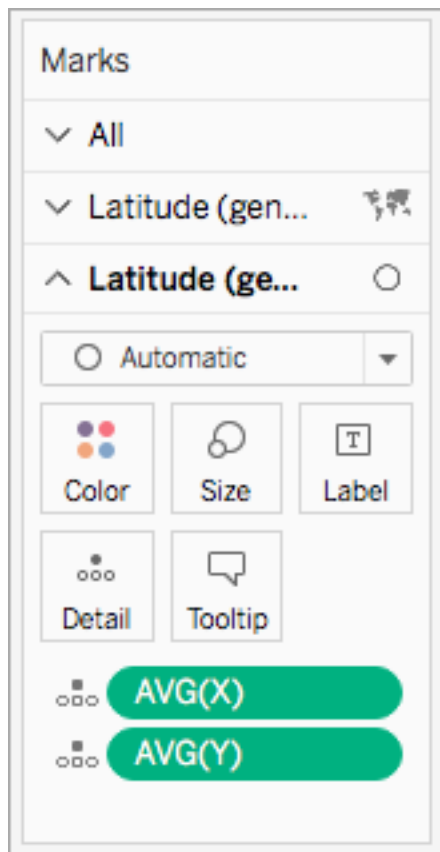 Marks
All
Latitude (gen...
Latitude (ge...
Automatic
Color Size Label
T
Detail Tooltip
AVG(X)
AVG(Y)